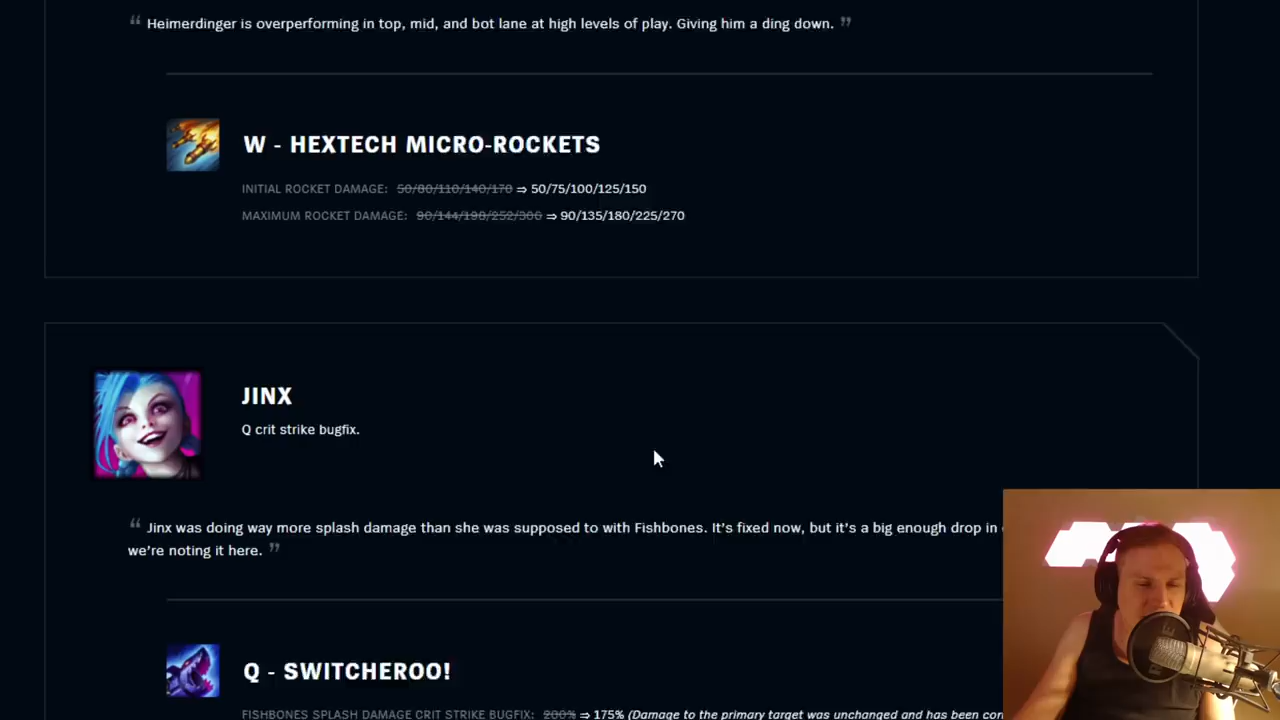 “ Heimerdinger is overperforming in top, mid, and bot lane at high levels of play. Giving him a ding down. ”
W - HEXTECH MICRO-ROCKETS
INITIAL ROCKET DAMAGE: 50/80/110/140/170 ⇒ 50/75/100/125/150
MAXIMUM ROCKET DAMAGE: 90/144/198/252/306 ⇒ 90/135/180/225/270
JINX
Q crit strike bugfix.
“ Jinx was doing way more splash damage than she was supposed to with Fishbones. It’s fixed now, but it’s a big enough drop in
we’re noting it here. ”
Q - SWITCHEROO!
FISHBONES SPLASH DAMAGE CRIT STRIKE BUGFIX: 200% ⇒ 175% (Damage to the primary target was unchanged and has been